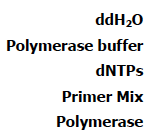 ddH₂O
Polymerase buffer
dNTPs
Primer Mix
Polymerase